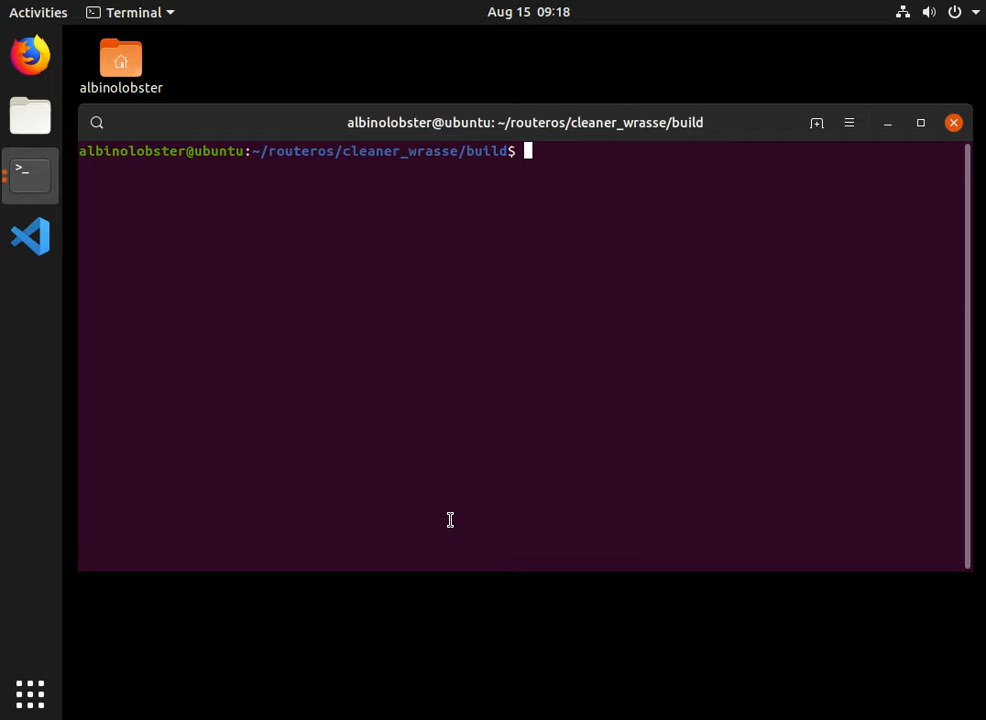 Activities Terminal Aug 15 09:18
albinolobster
albinolobster@ubuntu: ~/routeros/cleaner_wrasse/build
albinolobster@ubuntu:~/routeros/cleaner_wrasse/build$
>_